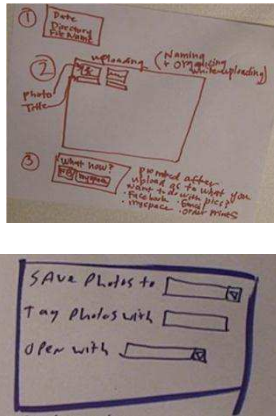 1
Date
Directory
File Name
2
uploading
(Naming
+ organizing
while uploading)
Photo
Title
3
What now?
myspace
prompted after
upload as to what you
want to do with pics?
· Facebook · Email
· myspace · order prints
SAVE Photos to
Tag Photos with
Open with